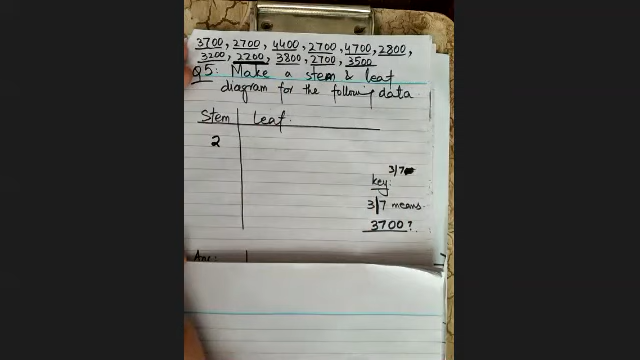 3700, 2700, 4400, 2700, 4700, 2800,
3200, 2200, 3800, 2700, 3500
Q5: Make a stem & leaf
diagram for the following data
Stem | Leaf.
2
3/7
key:
3|7 means
3700?
Ans: